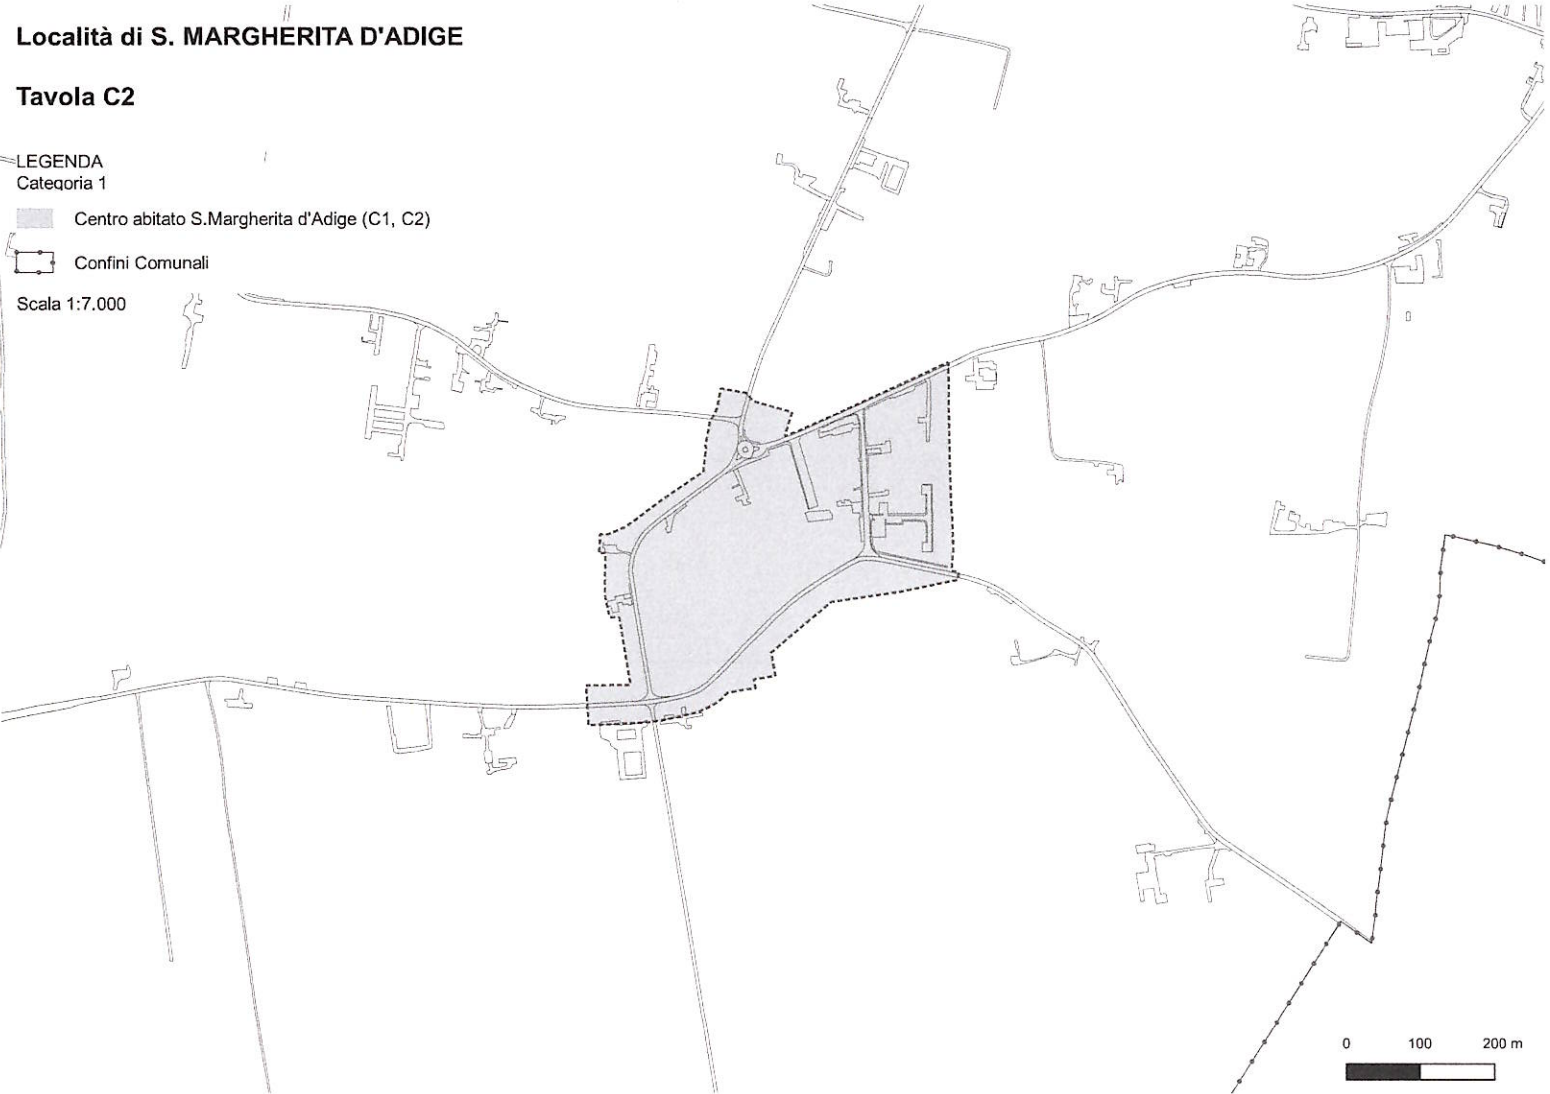 Località di S. MARGHERITA D'ADIGE
Tavola C2
LEGENDA
Categoria 1
Centro abitato S.Margherita d'Adige (C1, C2)
Confini Comunali
Scala 1:7.000
0 100 200 m